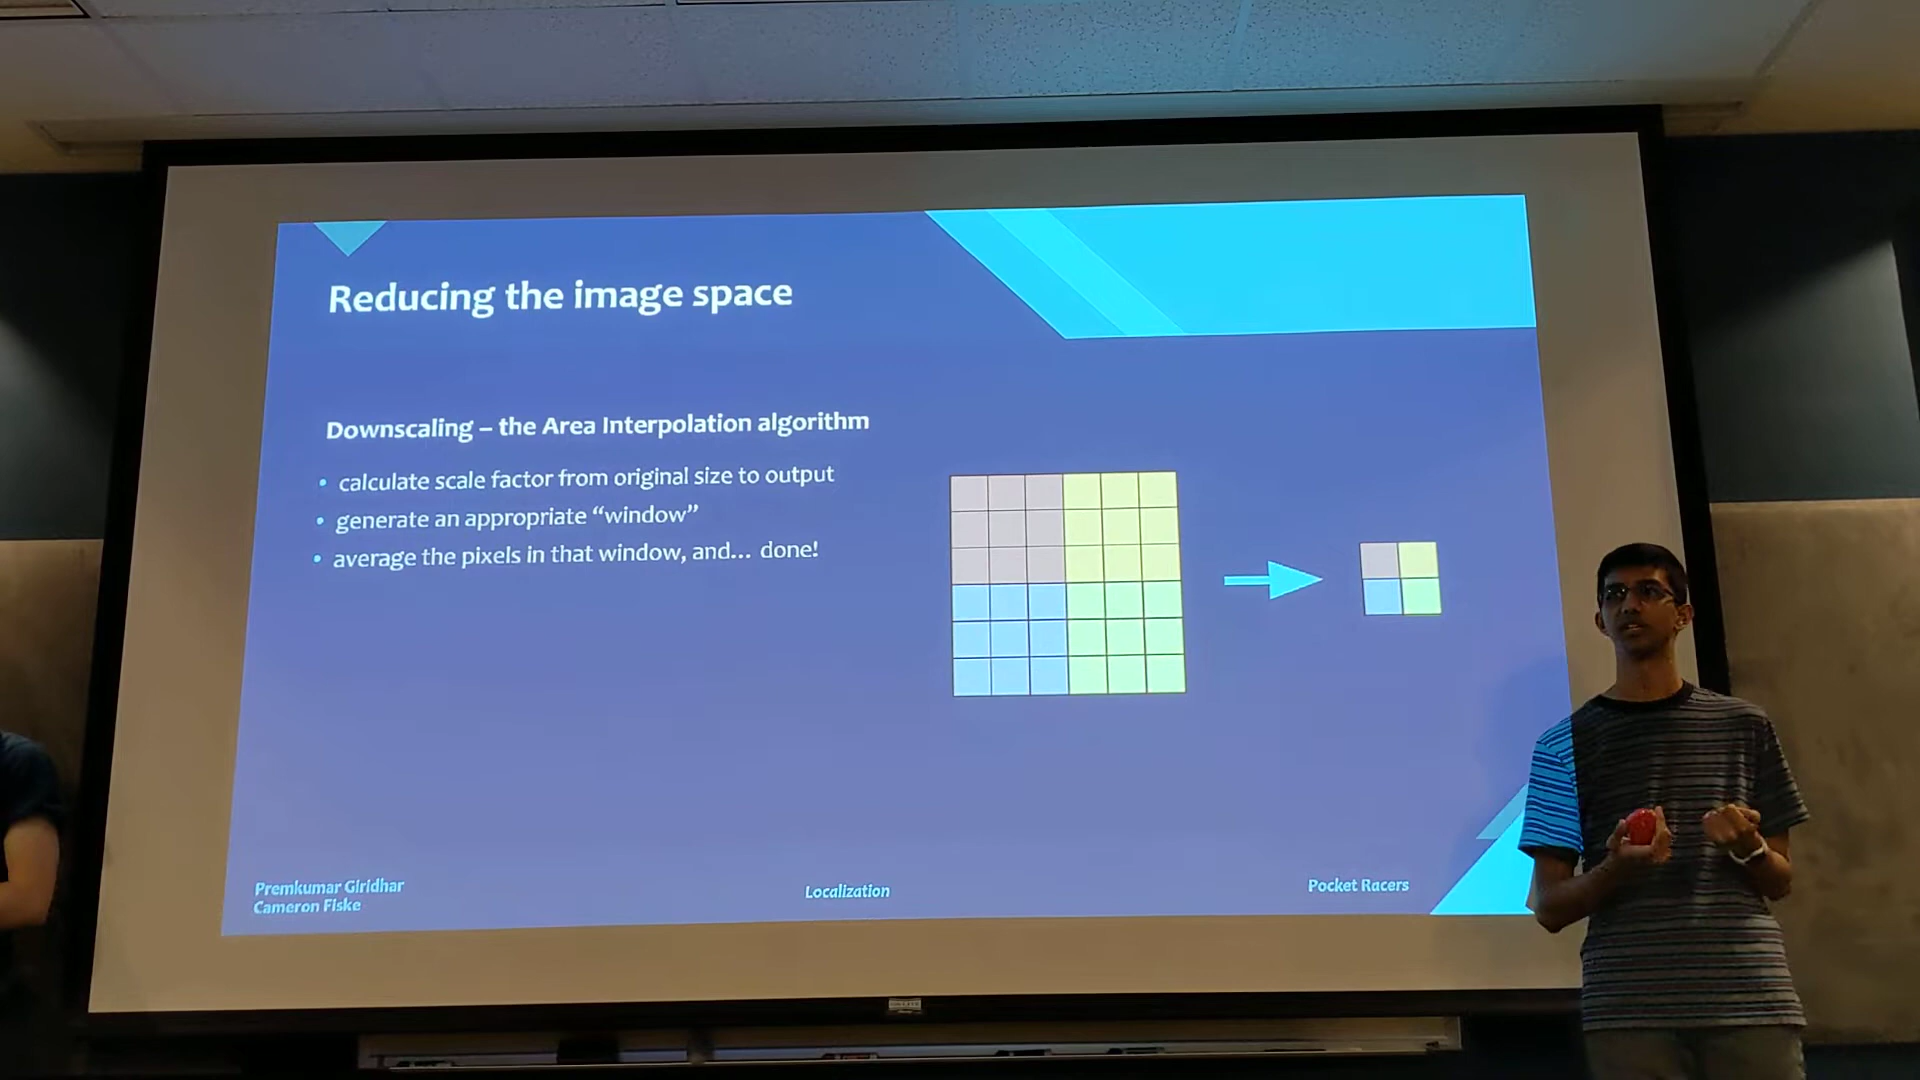 Reducing the image space
Downscaling – the Area Interpolation algorithm
• calculate scale factor from original size to output
• generate an appropriate “window”
• average the pixels in that window, and... done!
Premkumar Giridhar
Cameron Fiske
Localization
Pocket Racers